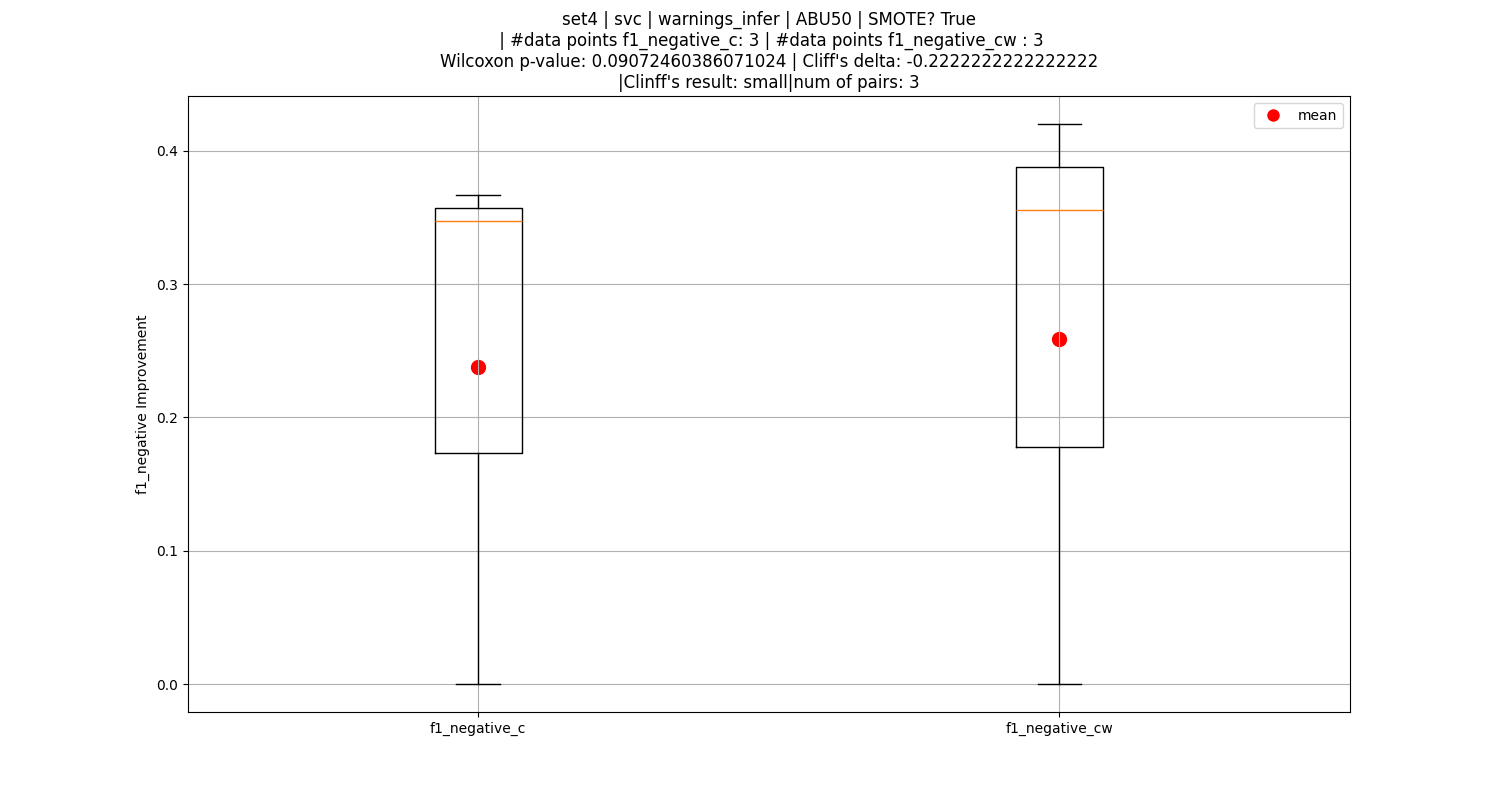 set4 | svc | warnings_infer | ABU50 | SMOTE? True
| #data points f1_negative_c: 3 | #data points f1_negative_cw : 3
Wilcoxon p-value: 0.09072460386071024 | Cliff's delta: -0.2222222222222222
|Clinff's result: small|num of pairs: 3
mean
0.4
0.3
0.2
0.1
0.0
f1_negative Improvement
f1_negative_c
f1_negative_cw